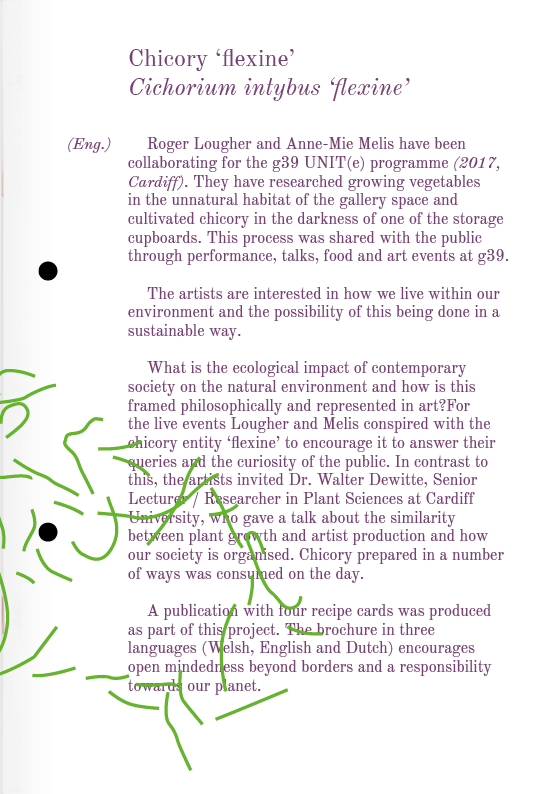 Chicory ‘flexine’
Cichorium intybus ‘flexine’
(Eng.) Roger Lougher and Anne-Mie Melis have been
collaborating for the g39 UNIT(e) programme (2017,
Cardiff). They have researched growing vegetables
in the unnatural habitat of the gallery space and
cultivated chicory in the darkness of one of the storage
cupboards. This process was shared with the public
through performance, talks, food and art events at g39.
The artists are interested in how we live within our
environment and the possibility of this being done in a
sustainable way.
What is the ecological impact of contemporary
society on the natural environment and how is this
framed philosophically and represented in art?For
the live events Lougher and Melis conspired with the
chicory entity ‘flexine’ to encourage it to answer their
queries and the curiosity of the public. In contrast to
this, the artists invited Dr. Walter Dewitte, Senior
Lecturer / Researcher in Plant Sciences at Cardiff
University, who gave a talk about the similarity
between plant growth and artist production and how
our society is organised. Chicory prepared in a number
of ways was consumed on the day.
A publication with four recipe cards was produced
as part of this project. The brochure in three
languages (Welsh, English and Dutch) encourages
open mindedness beyond borders and a responsibility
towards our planet.